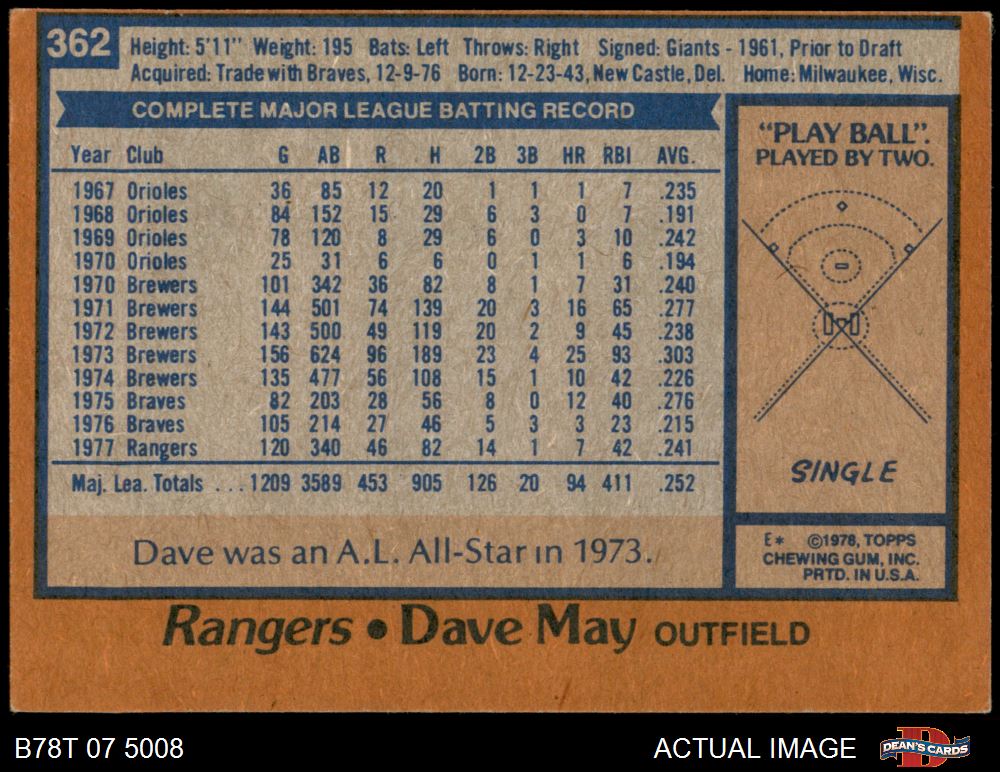 362
Height: 5'11" Weight: 195 Bats: Left Throws: Right Signed: Giants - 1961, Prior to Draft
Acquired: Trade with Braves, 12-9-76 Born: 12-23-43, New Castle, Del. Home: Milwaukee, Wisc.
COMPLETE MAJOR LEAGUE BATTING RECORD
Year Club G AB R H 2B 3B HR RBI AVG.
1967 Orioles 36 85 12 20 1 1 1 7 .235
1968 Orioles 84 152 15 29 6 3 0 7 .191
1969 Orioles 78 120 8 29 6 0 3 10 .242
1970 Orioles 25 31 6 6 0 1 1 6 .194
1970 Brewers 101 342 36 82 8 1 7 31 .240
1971 Brewers 144 501 74 139 20 3 16 65 .277
1972 Brewers 143 500 49 119 20 2 9 45 .238
1973 Brewers 156 624 96 189 23 4 25 93 .303
1974 Brewers 135 477 56 108 15 1 10 42 .226
1975 Braves 82 203 28 56 8 0 12 40 .276
1976 Braves 105 214 27 46 5 3 3 23 .215
1977 Rangers 120 340 46 82 14 1 7 42 .241
Maj. Lea. Totals ... 1209 3589 453 905 126 20 94 411 .252
Dave was an A.L. All-Star in 1973.
"PLAY BALL".
PLAYED BY TWO.
SINGLE
E* ©1978, TOPPS
CHEWING GUM, INC.
PRTD. IN U.S.A.
Rangers • Dave May OUTFIELD
B78T 07 5008
ACTUAL IMAGE
D
DEAN'S CARDS